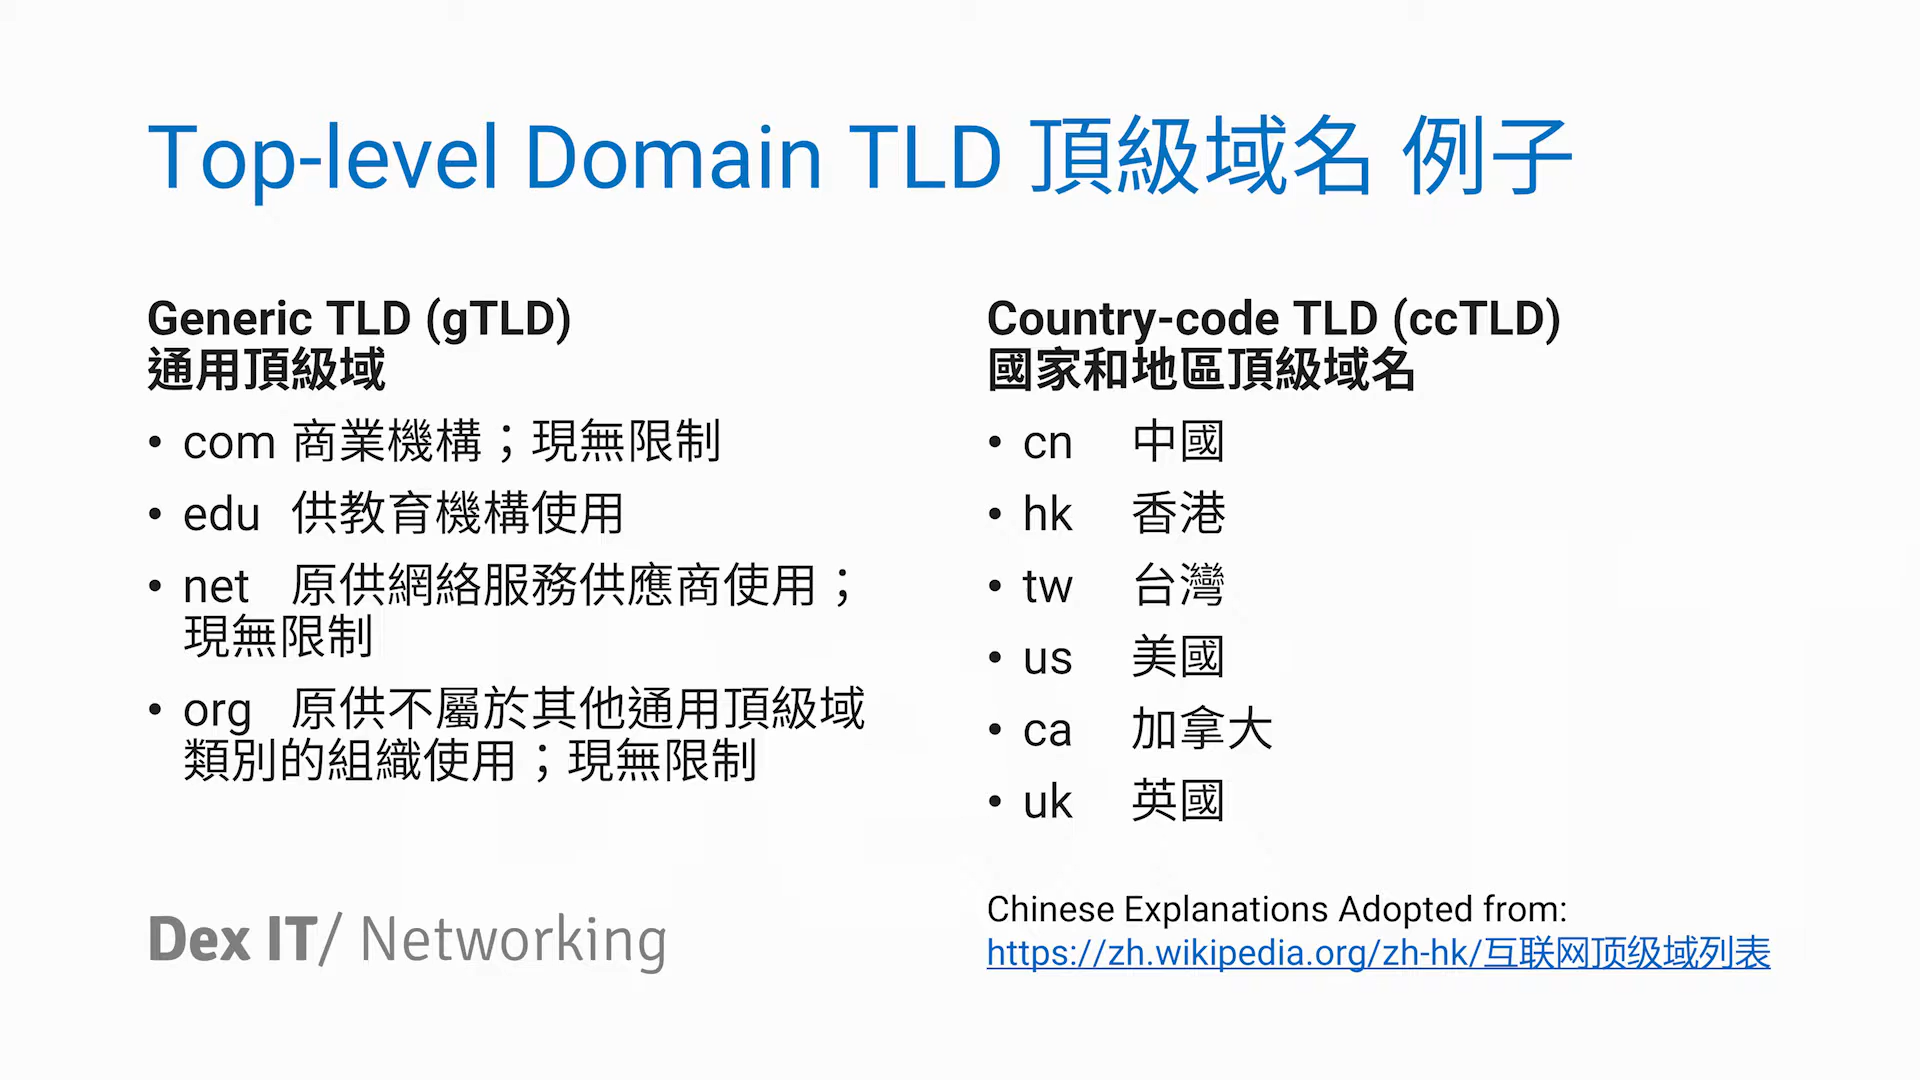 Top-level Domain TLD 頂級域名 例子
Generic TLD (gTLD)
通用頂級域
• com 商業機構；現無限制
• edu 供教育機構使用
• net 原供網絡服務供應商使用；
現無限制
• org 原供不屬於其他通用頂級域
類別的組織使用；現無限制
Country-code TLD (ccTLD)
國家和地區頂級域名
• cn 中國
• hk 香港
• tw 台灣
• us 美國
• ca 加拿大
• uk 英國
Dex IT/ Networking
Chinese Explanations Adopted from:
https://zh.wikipedia.org/zh-hk/互联网顶级域列表